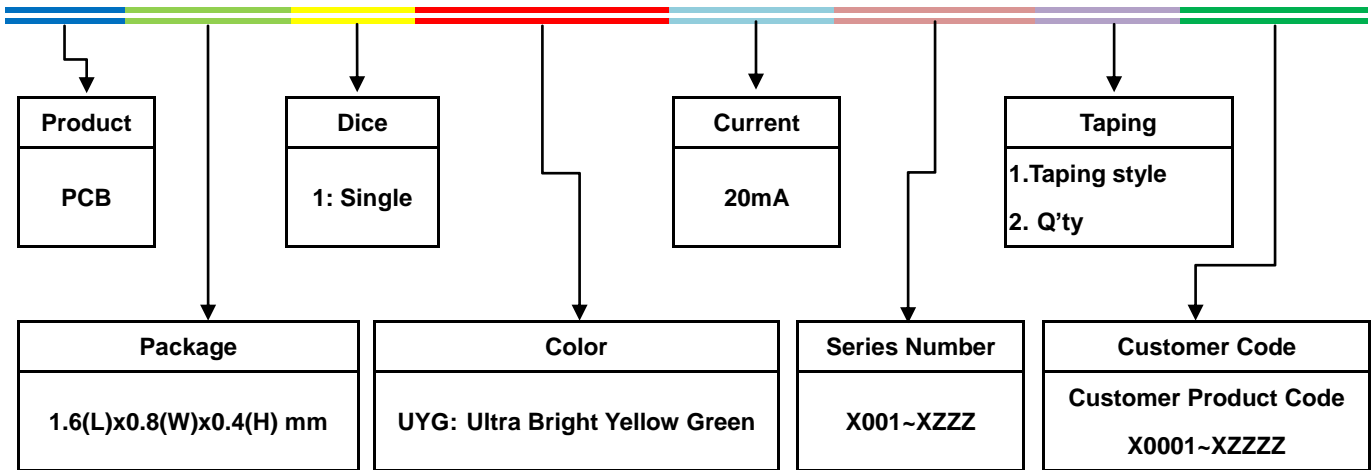 Product
PCB
Dice
1: Single
Current
20mA
Taping
1.Taping style
2. Q’ty
Package
1.6(L)x0.8(W)x0.4(H) mm
Color
UYG: Ultra Bright Yellow Green
Series Number
X001~XZZZ
Customer Code
Customer Product Code
X0001~XZZZZ